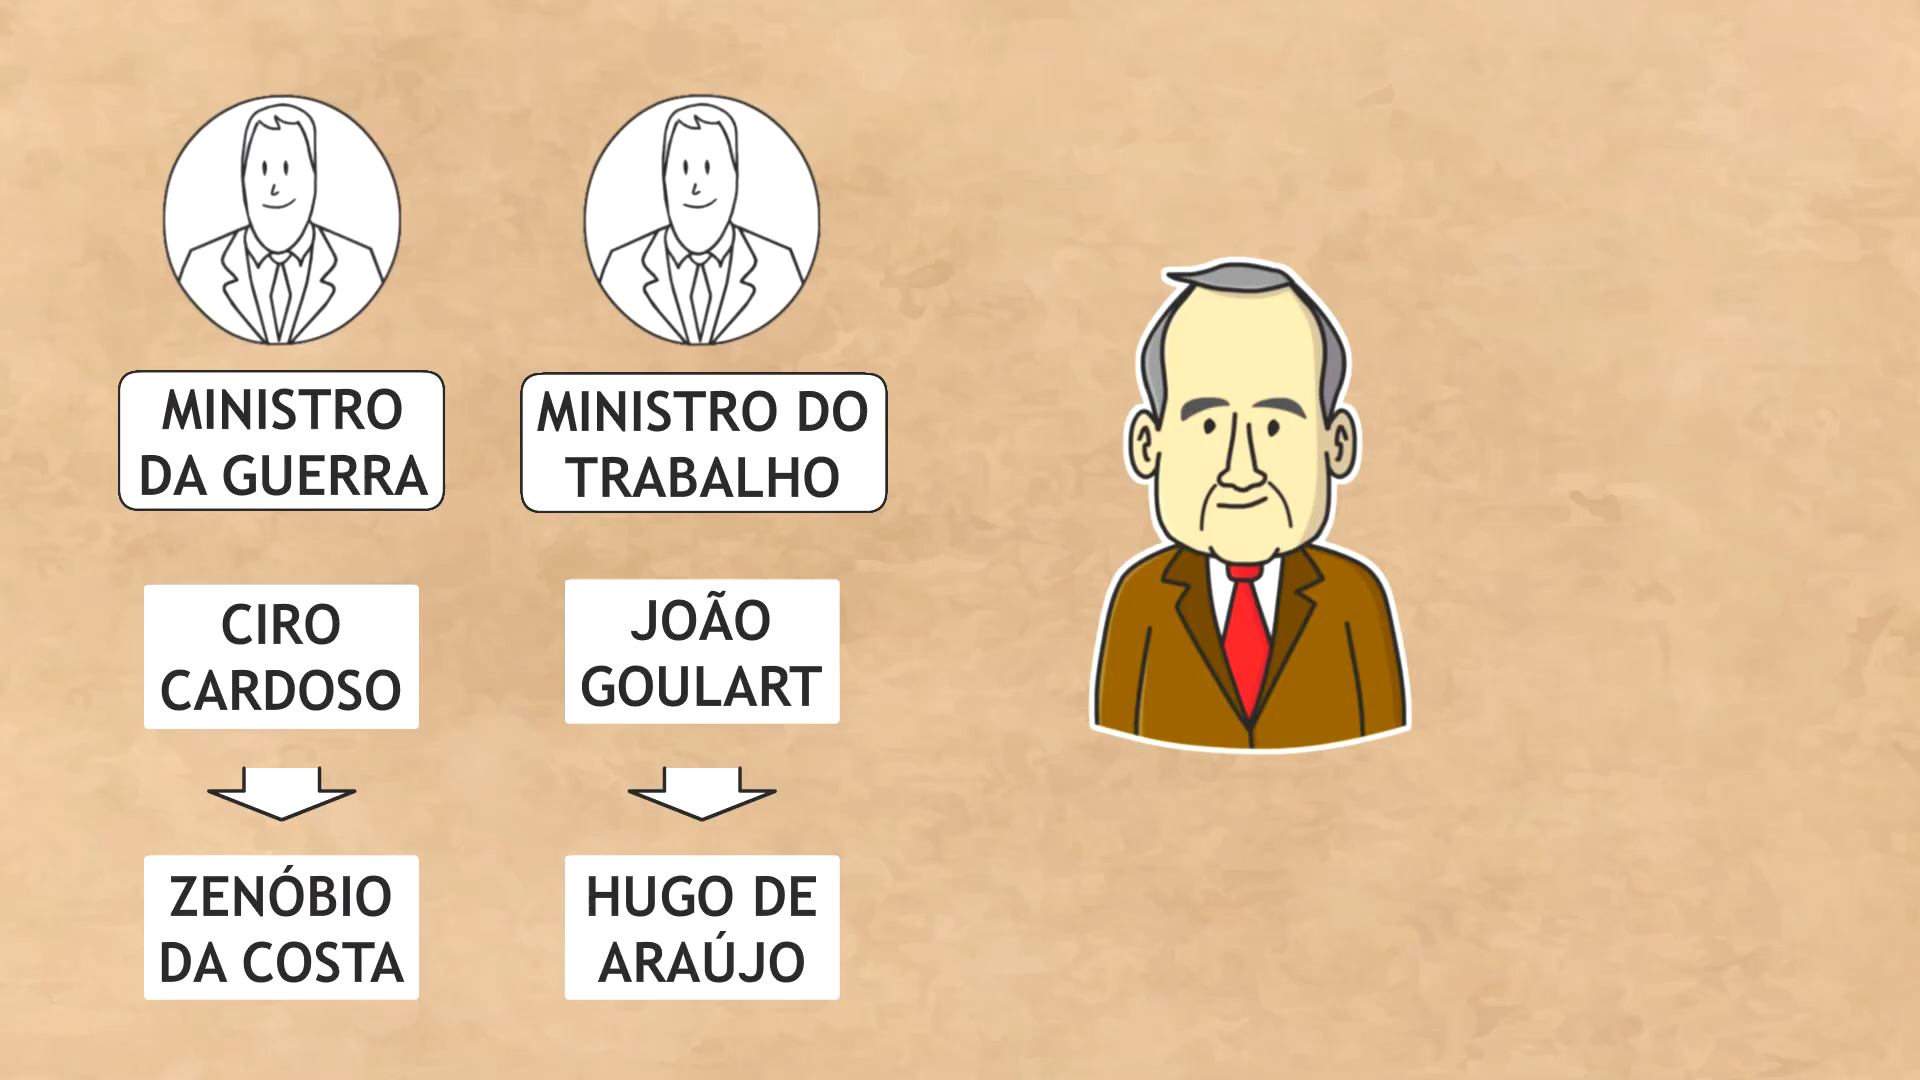 MINISTRO
DA GUERRA
CIRO
CARDOSO
ZENÓBIO
DA COSTA
MINISTRO DO
TRABALHO
JOÃO
GOULART
HUGO DE
ARAÚJO